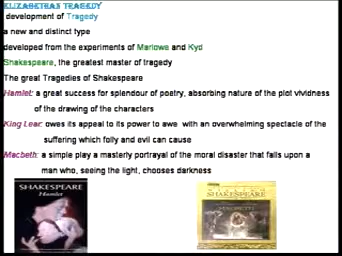 ELIZABETHAN TRAGEDY
development of Tragedy
a new and distinct type
developed from the experiments of Marlowe and Kyd
Shakespeare, the greatest master of tragedy
The great Tragedies of Shakespeare
Hamlet: a great success for splendour of poetry, absorbing nature of the plot vividness
of the drawing of the characters
King Lear: owes its appeal to its power to awe with an overwhelming spectacle of the
suffering which folly and evil can cause
Macbeth: a simple play a masterly portrayal of the moral disaster that falls upon a
man who, seeing the light, chooses darkness
SHAKESPEARE
Hamlet
SHAKESPEARE
MACBETH